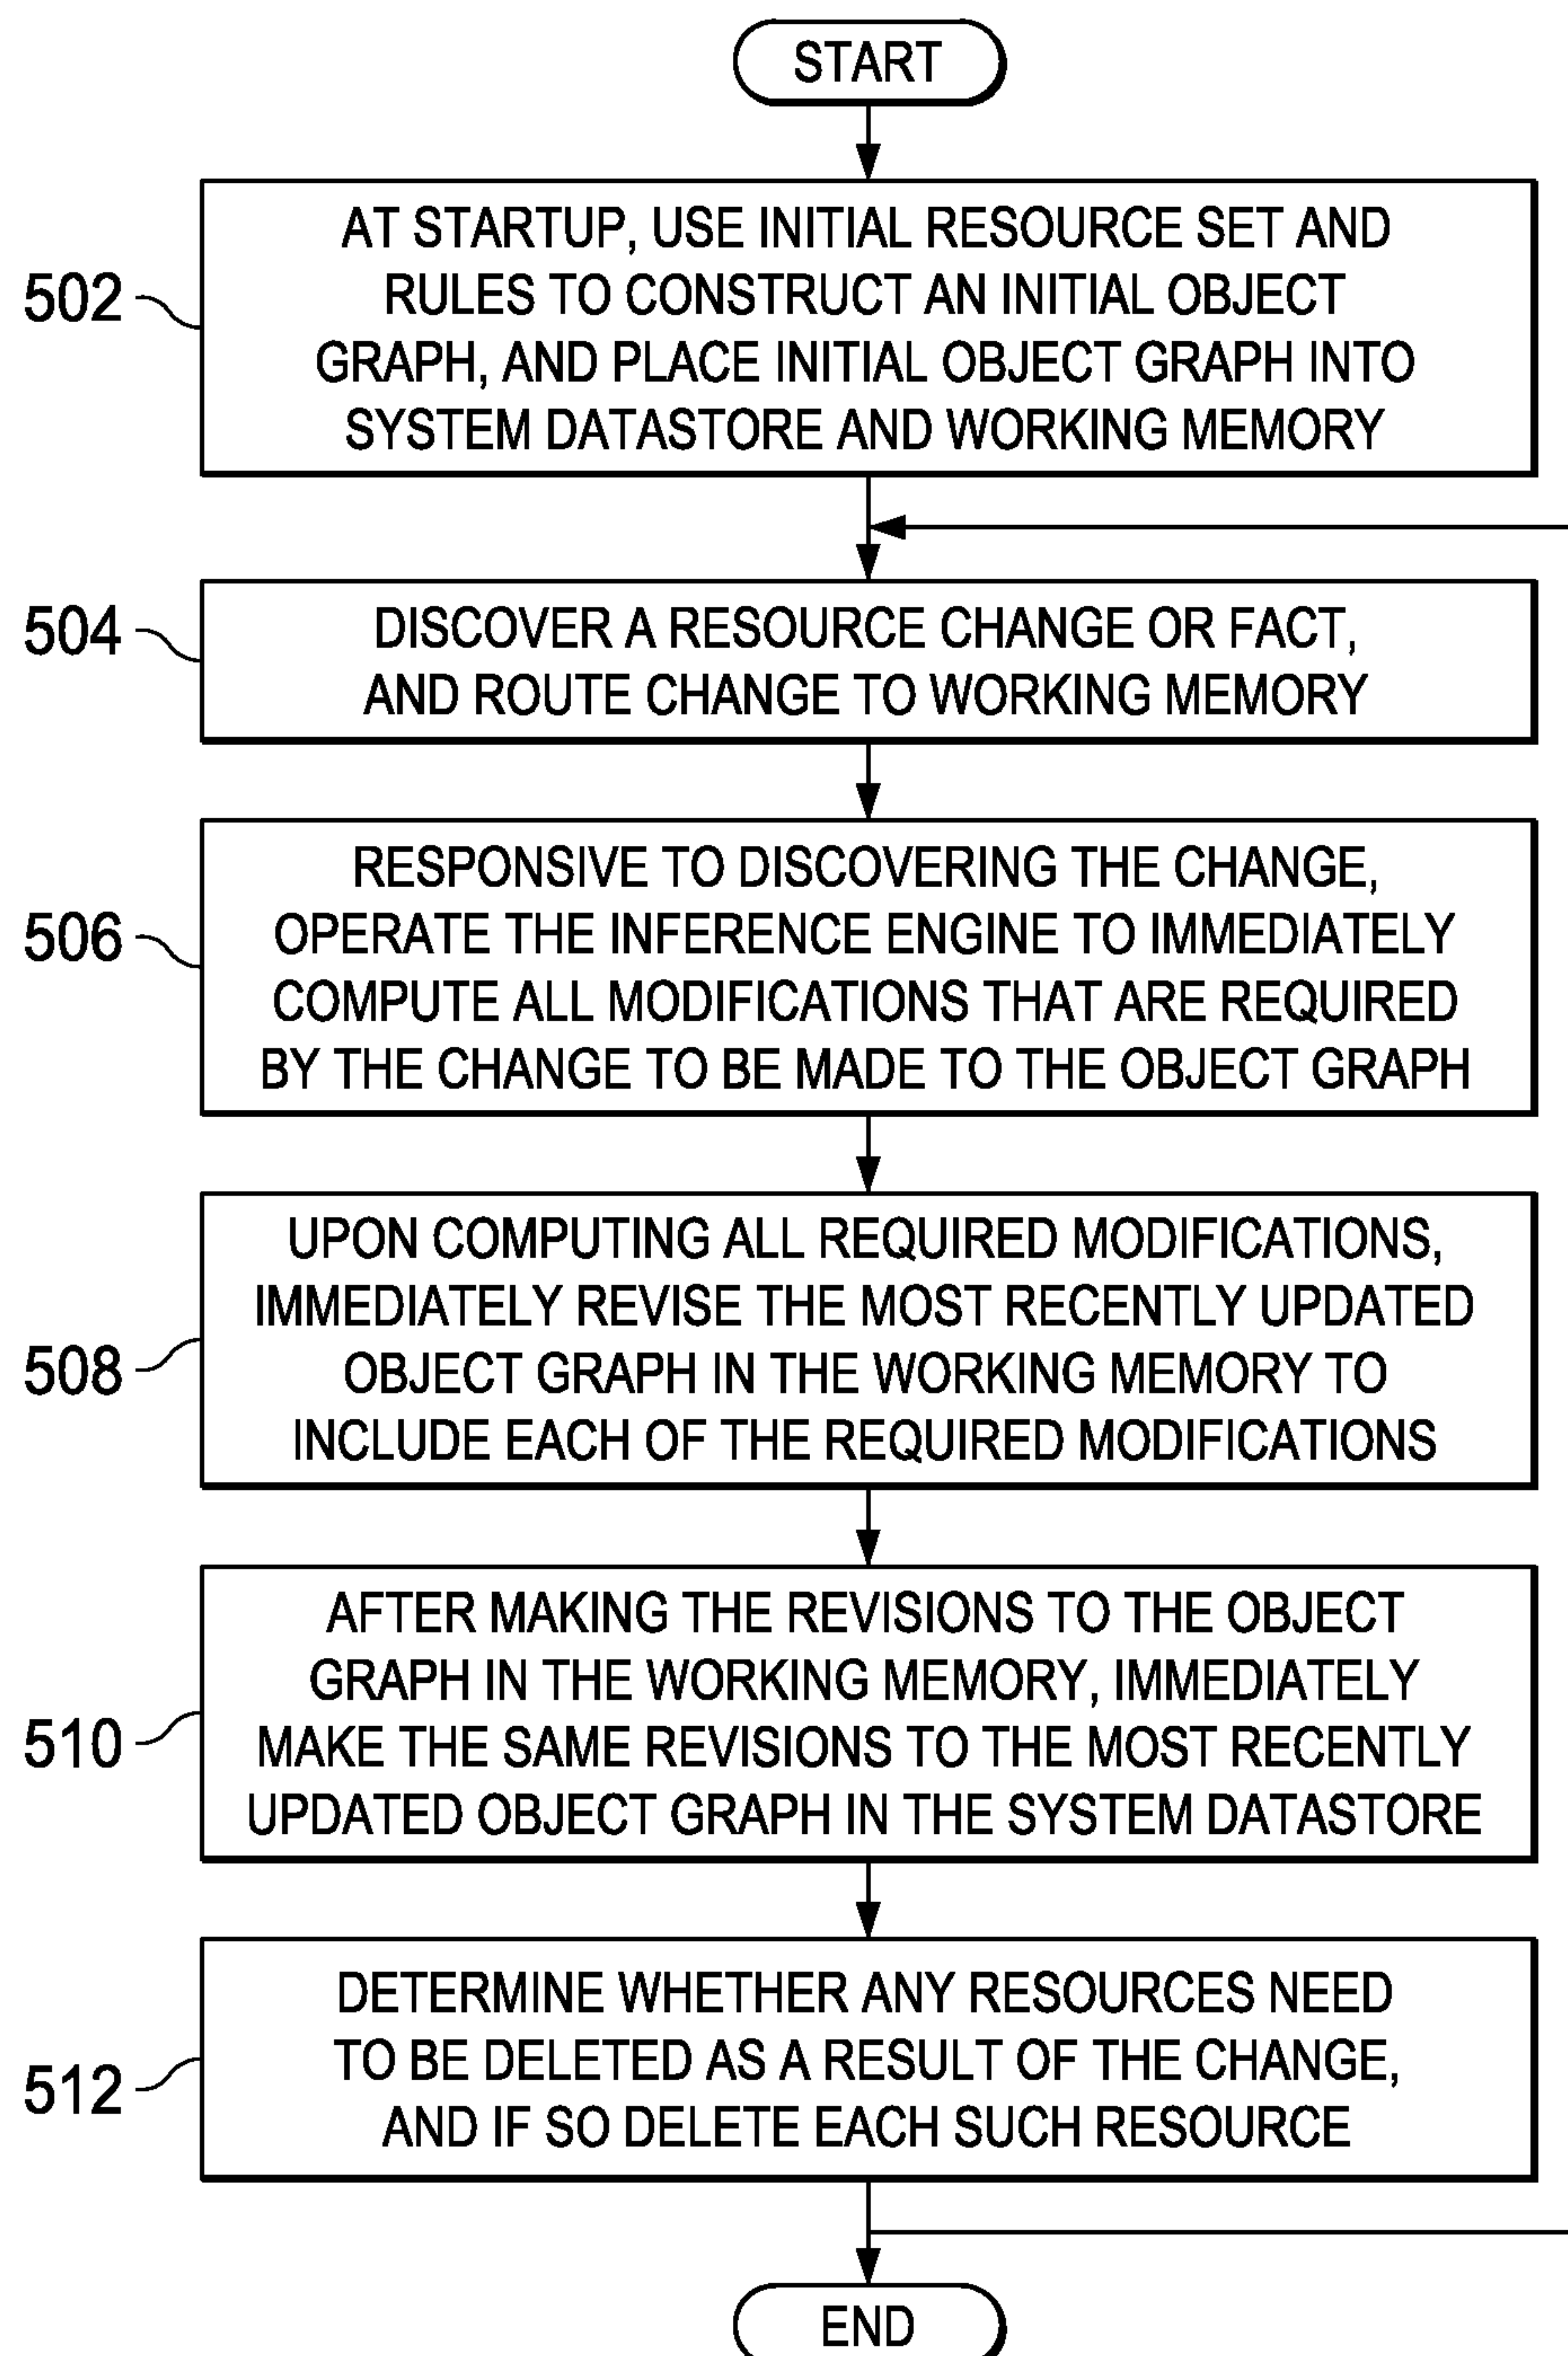 START
AT STARTUP, USE INITIAL RESOURCE SET AND
RULES TO CONSTRUCT AN INITIAL OBJECT
GRAPH, AND PLACE INITIAL OBJECT GRAPH INTO
SYSTEM DATASTORE AND WORKING MEMORY
502
DISCOVER A RESOURCE CHANGE OR FACT,
AND ROUTE CHANGE TO WORKING MEMORY
504
RESPONSIVE TO DISCOVERING THE CHANGE,
OPERATE THE INFERENCE ENGINE TO IMMEDIATELY
COMPUTE ALL MODIFICATIONS THAT ARE REQUIRED
BY THE CHANGE TO BE MADE TO THE OBJECT GRAPH
506
UPON COMPUTING ALL REQUIRED MODIFICATIONS,
IMMEDIATELY REVISE THE MOST RECENTLY UPDATED
OBJECT GRAPH IN THE WORKING MEMORY TO
INCLUDE EACH OF THE REQUIRED MODIFICATIONS
508
AFTER MAKING THE REVISIONS TO THE OBJECT
GRAPH IN THE WORKING MEMORY, IMMEDIATELY
MAKE THE SAME REVISIONS TO THE MOST RECENTLY
UPDATED OBJECT GRAPH IN THE SYSTEM DATASTORE
510
DETERMINE WHETHER ANY RESOURCES NEED
TO BE DELETED AS A RESULT OF THE CHANGE,
AND IF SO DELETE EACH SUCH RESOURCE
512
END